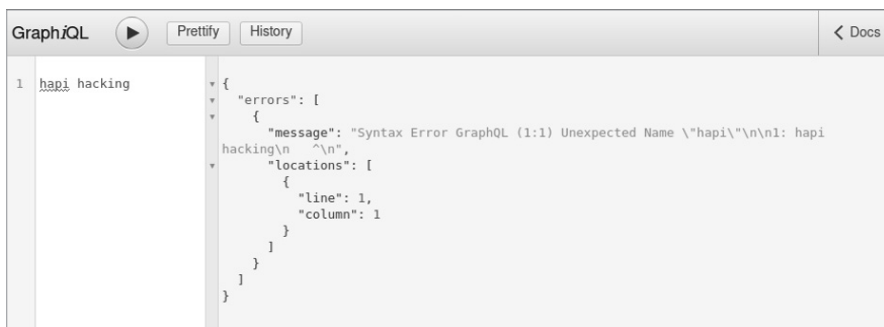 GraphiQL Prettify History < Docs
1 hapi hacking
{
"errors": [
{
"message": "Syntax Error GraphQL (1:1) Unexpected Name \"hapi\"\n\n1: hapi
hacking\n   ^\n",
"locations": [
{
"line": 1,
"column": 1
}
]
}
]
}